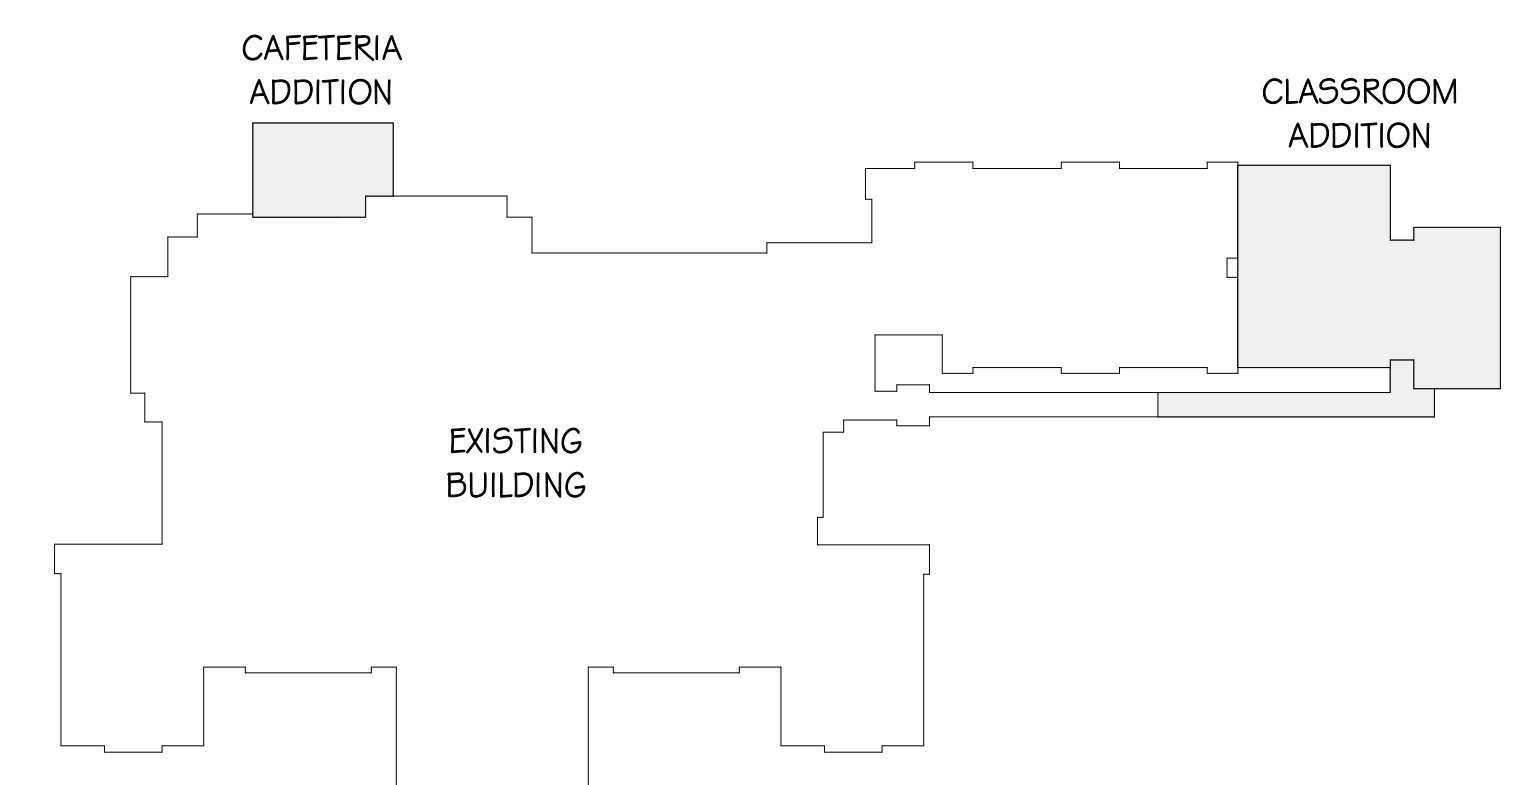 CAFETERIA
ADDITION
CLASSROOM
ADDITION
EXISTING
BUILDING